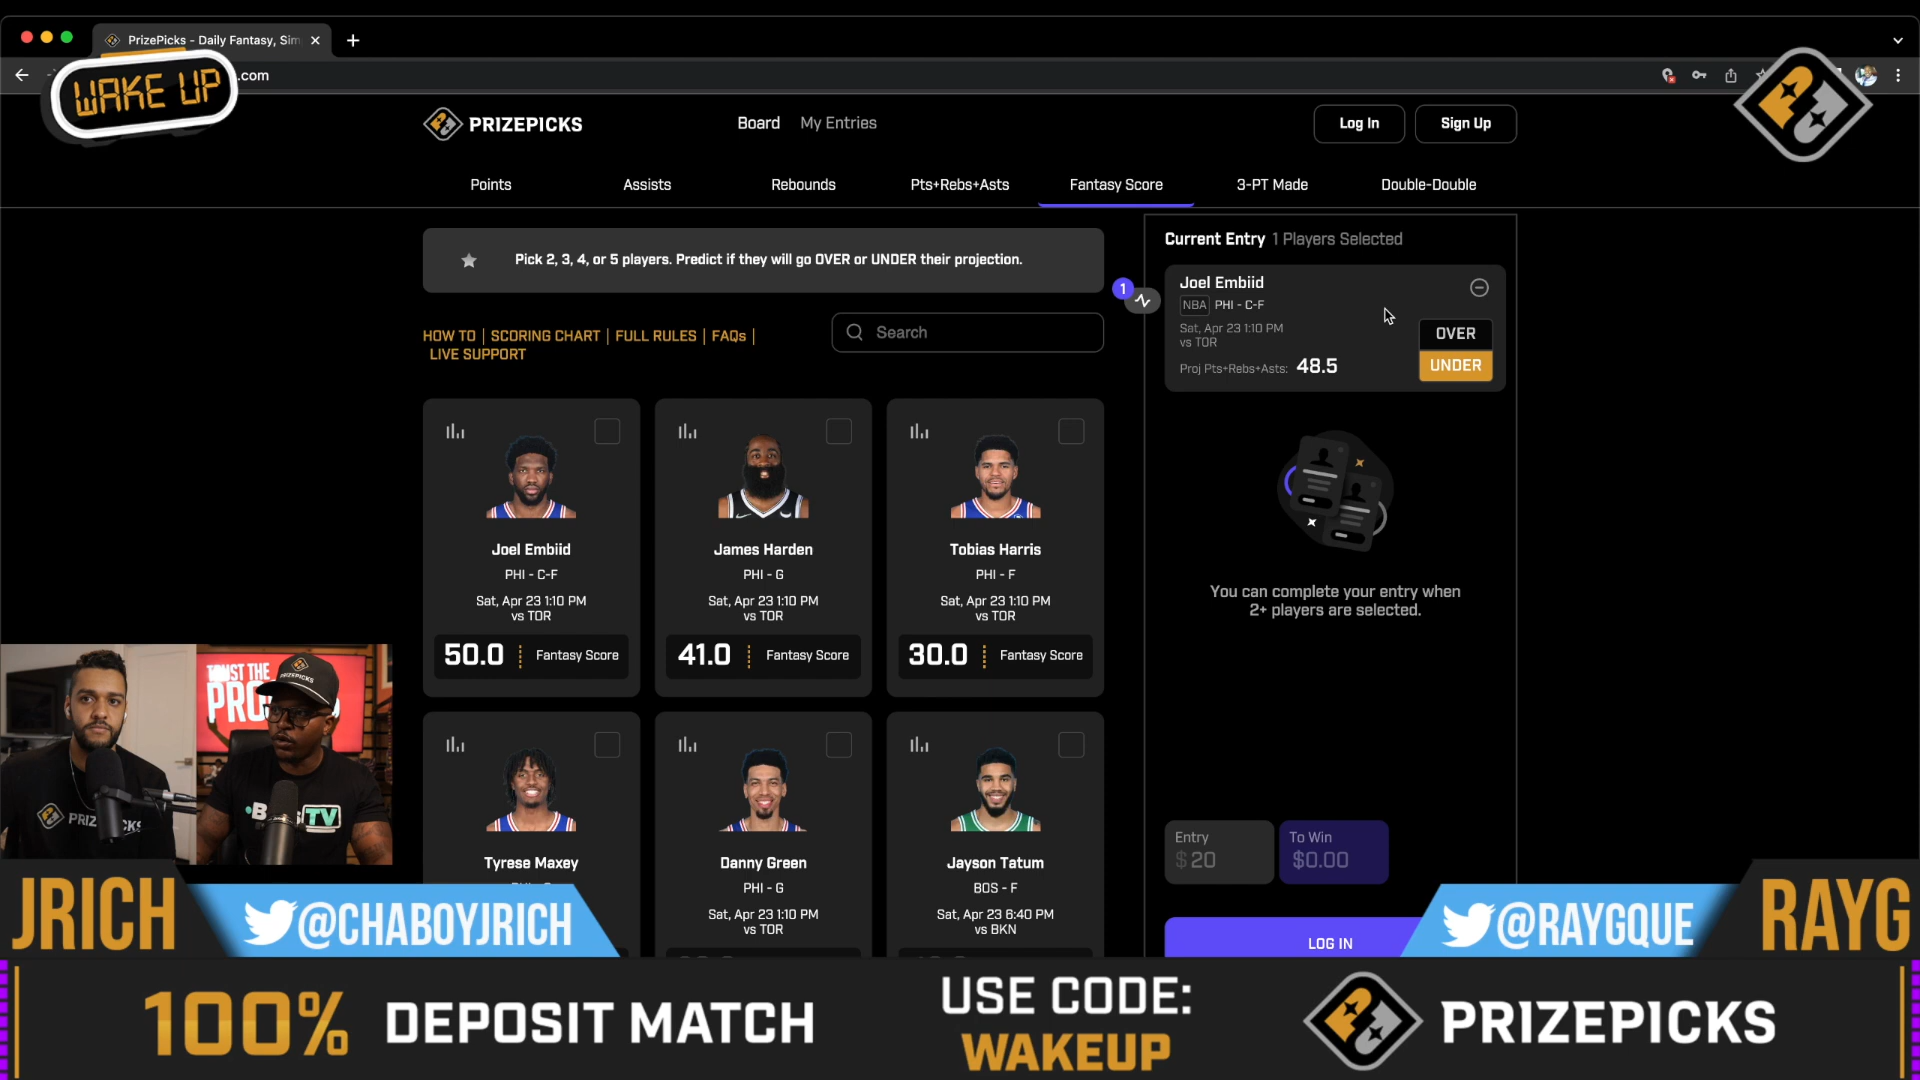 PrizePicks - Daily Fantasy, Sim
.com
WAKE UP
PRIZEPICKS
Board
My Entries
Log In
Sign Up
Points
Assists
Rebounds
Pts+Rebs+Asts
Fantasy Score
3-PT Made
Double-Double
Pick 2, 3, 4, or 5 players. Predict if they will go OVER or UNDER their projection.
HOW TO | SCORING CHART | FULL RULES | FAQs |
LIVE SUPPORT
Search
Joel Embiid
PHI - C-F
Sat, Apr 23 1:10 PM
vs TOR
50.0
Fantasy Score
James Harden
PHI - G
Sat, Apr 23 1:10 PM
vs TOR
41.0
Fantasy Score
Tobias Harris
PHI - F
Sat, Apr 23 1:10 PM
vs TOR
30.0
Fantasy Score
Tyrese Maxey
Danny Green
PHI - G
Sat, Apr 23 1:10 PM
vs TOR
Jayson Tatum
BOS - F
Sat, Apr 23 6:40 PM
vs BKN
Current Entry 1 Players Selected
1
Joel Embiid
NBA PHI - C-F
Sat, Apr 23 1:10 PM
vs TOR
Proj Pts+Rebs+Asts: 48.5
OVER
UNDER
You can complete your entry when
2+ players are selected.
Entry
$ 20
To Win
$0.00
LOG IN
TRUST THE
PRO
PRIZEPICKS
TV
JRICH
@CHABOYJRICH
@RAYGQUE
RAYG
100% DEPOSIT MATCH
USE CODE:
WAKEUP
PRIZEPICKS